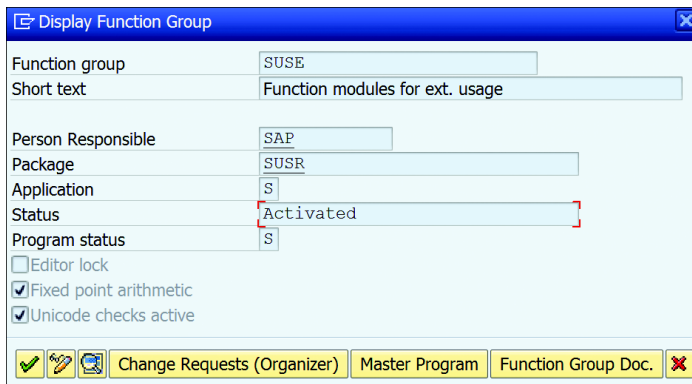 Display Function Group
Function group SUSE
Short text Function modules for ext. usage
Person Responsible SAP
Package SUSR
Application S
Status Activated
Program status S
Editor lock
Fixed point arithmetic
Unicode checks active
Change Requests (Organizer) Master Program Function Group Doc.